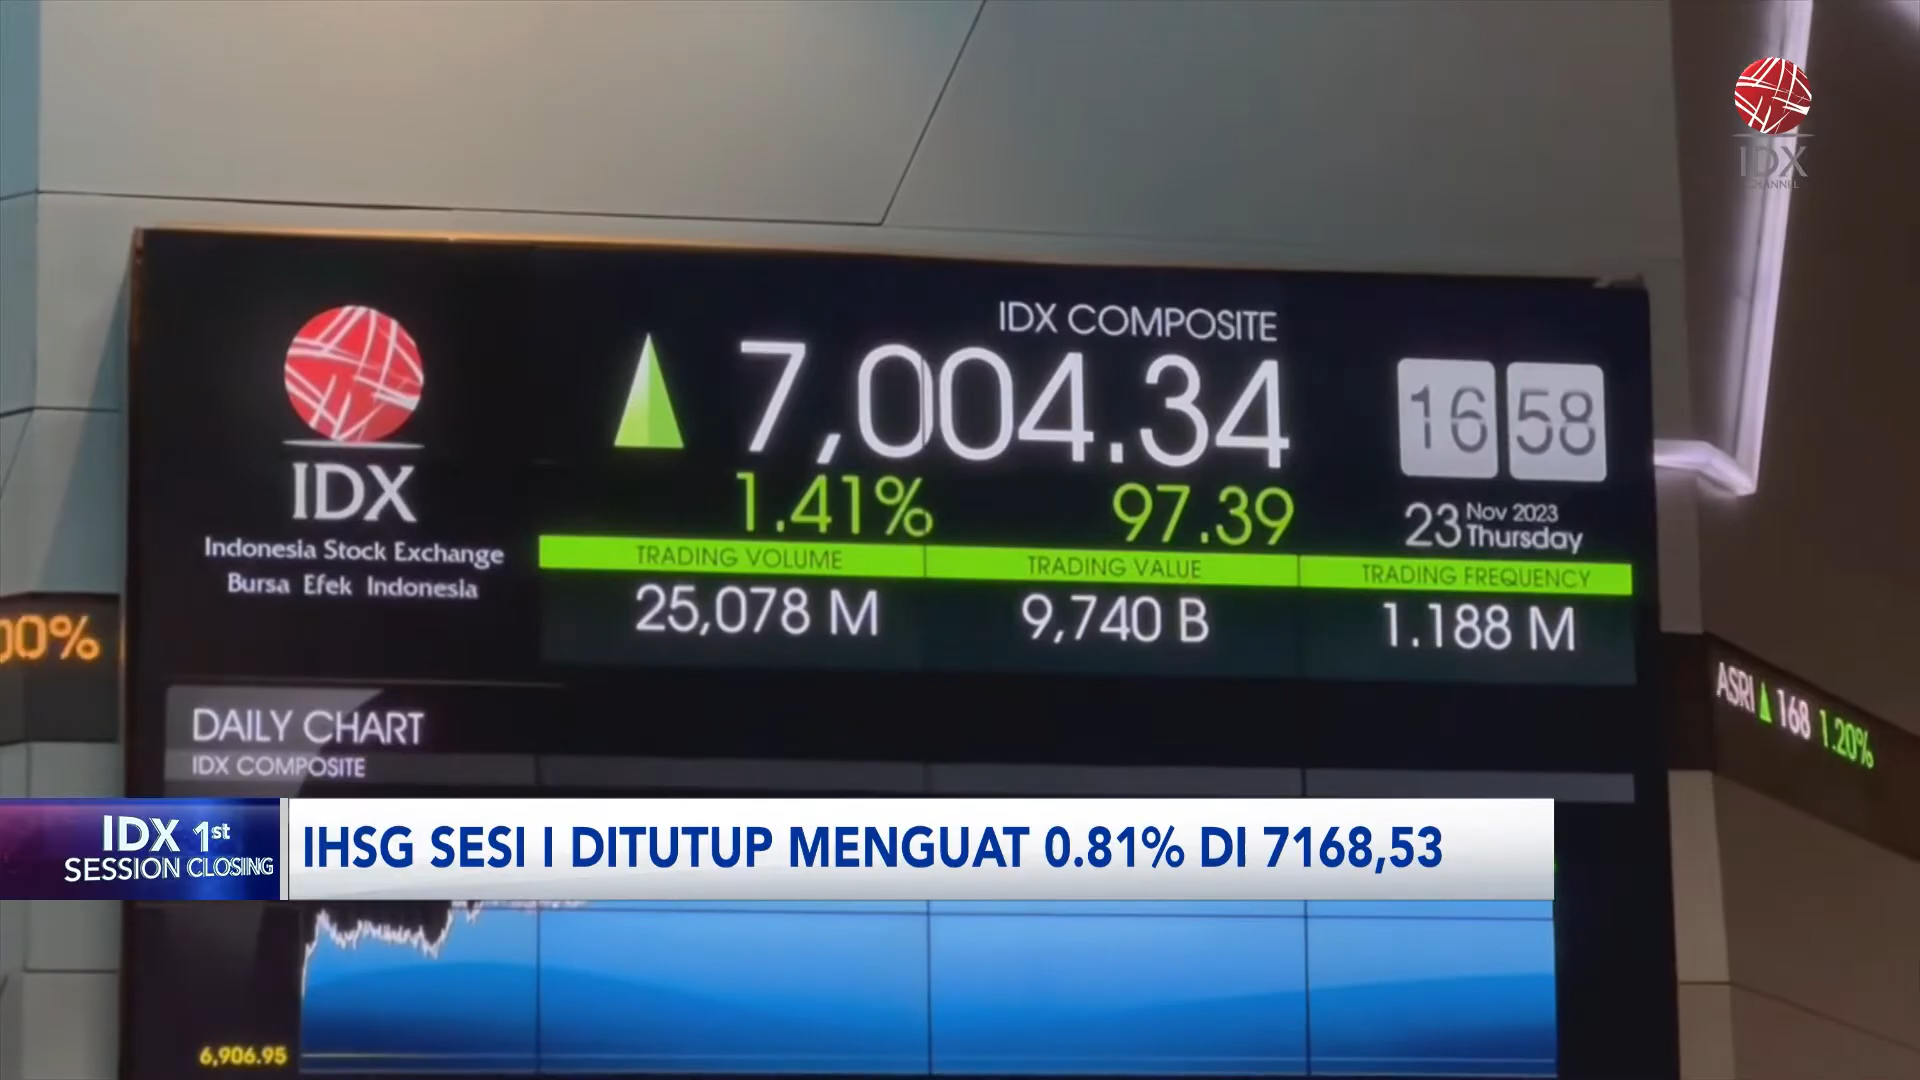 IDX
CHANNEL
IDX COMPOSITE
7,004.34
1.41% 97.39
16 58
23 Nov 2023
Thursday
IDX
Indonesia Stock Exchange
Bursa Efek Indonesia
TRADING VOLUME TRADING VALUE TRADING FREQUENCY
25,078 M 9,740 B 1.188 M
00%
ASRI 168 1.20%
DAILY CHART
IDX COMPOSITE
IDX 1st
SESSION CLOSING
IHSG SESI I DITUTUP MENGUAT 0.81% DI 7168,53
6,906.95